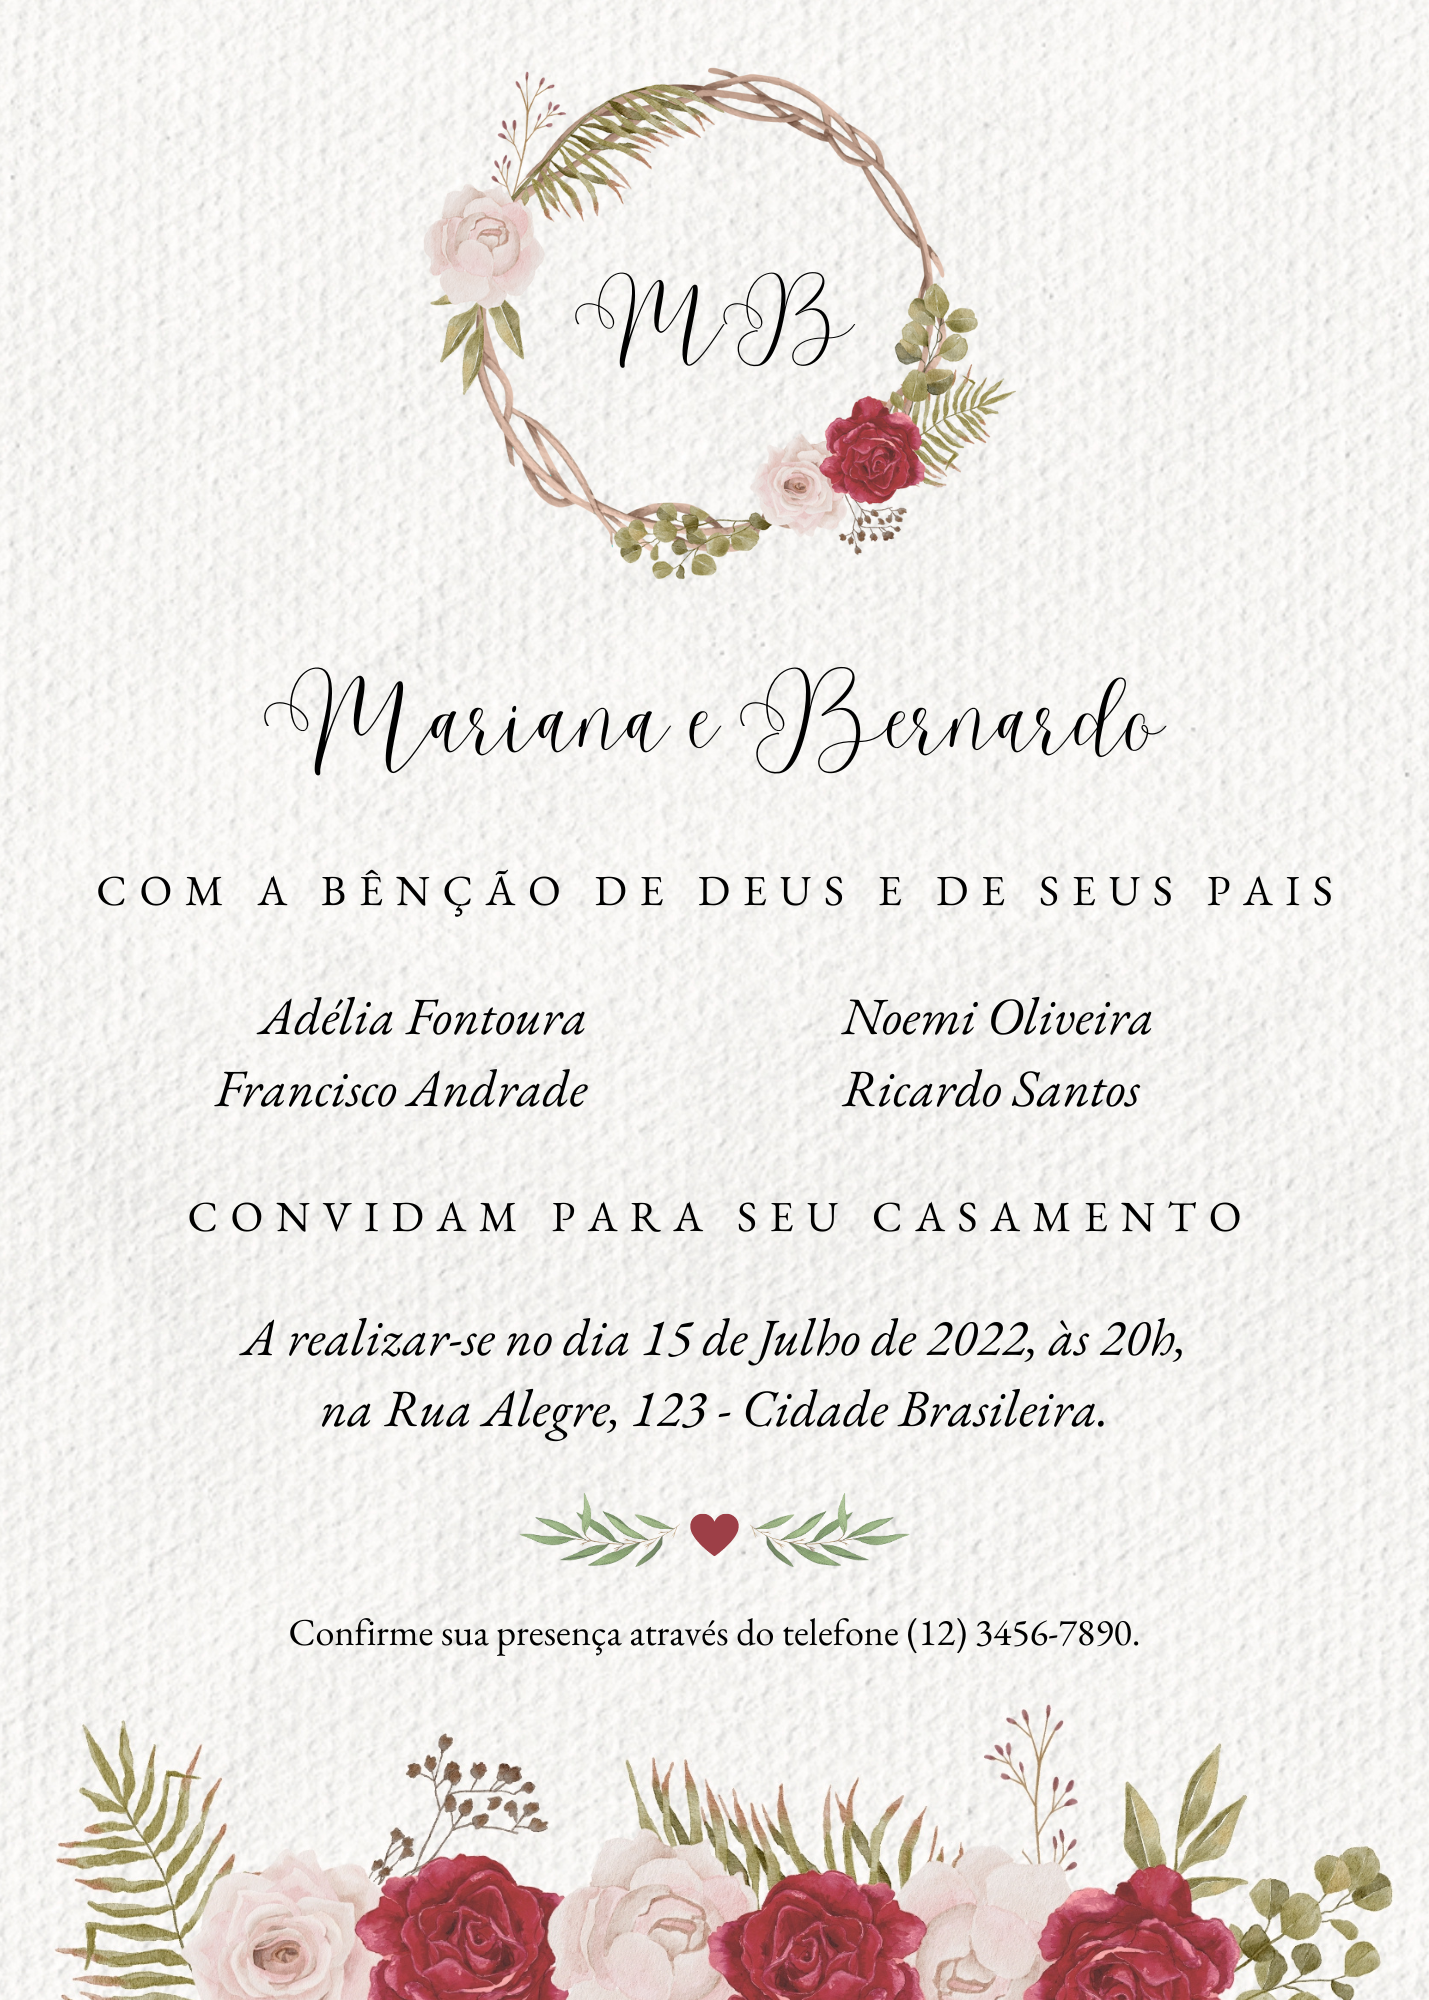 MB
Mariana e Bernardo
COM A BÊNÇÃO DE DEUS E DE SEUS PAIS
Adélia Fontoura
Francisco Andrade
Noemi Oliveira
Ricardo Santos
CONVIDAM PARA SEU CASAMENTO
A realizar-se no dia 15 de Julho de 2022, às 20h,
na Rua Alegre, 123 - Cidade Brasileira.
Confirme sua presença através do telefone (12) 3456-7890.